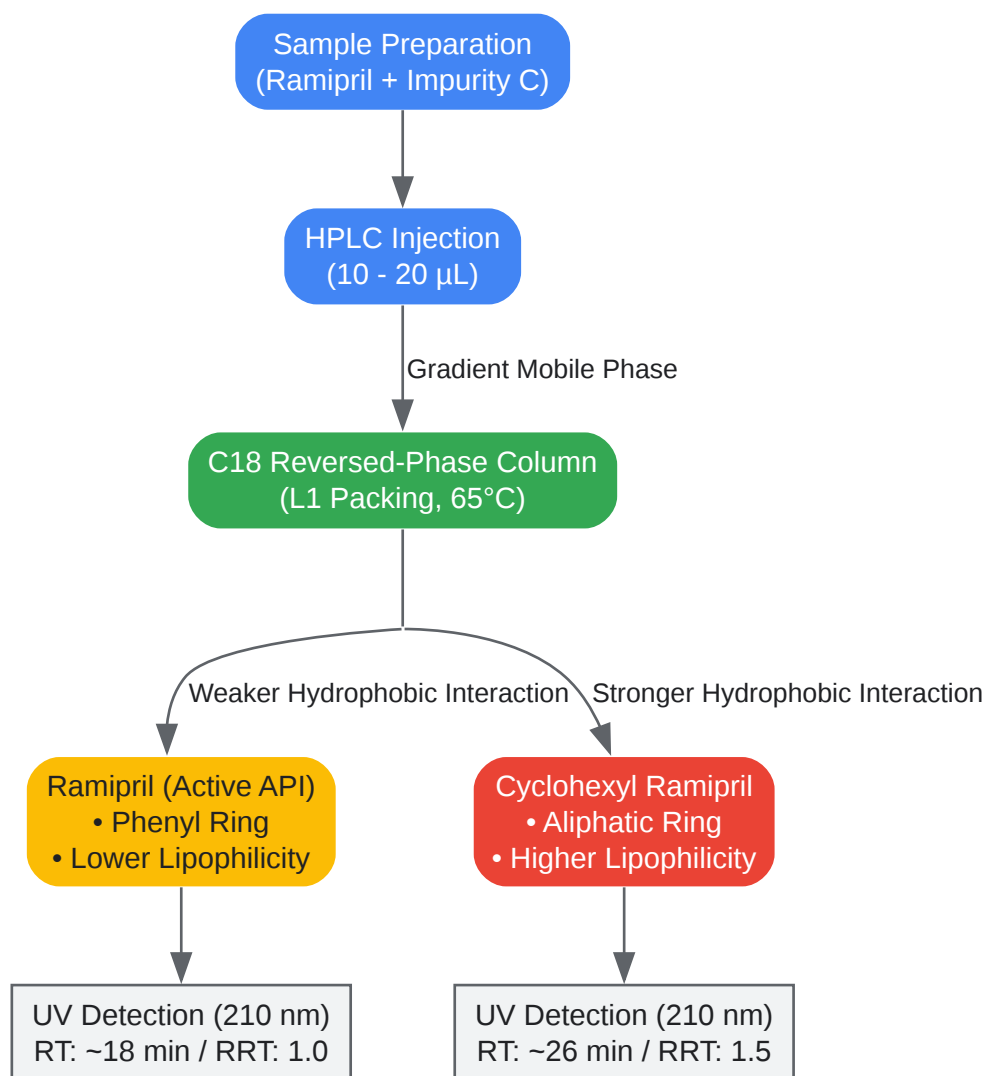 Sample Preparation
(Ramipril + Impurity C)
HPLC Injection
(10 - 20 µL)
Gradient Mobile Phase
C18 Reversed-Phase Column
(L1 Packing, 65°C)
Weaker Hydrophobic Interaction
Stronger Hydrophobic Interaction
Ramipril (Active API)
• Phenyl Ring
• Lower Lipophilicity
Cyclohexyl Ramipril
• Aliphatic Ring
• Higher Lipophilicity
UV Detection (210 nm)
RT: ~18 min / RRT: 1.0
UV Detection (210 nm)
RT: ~26 min / RRT: 1.5